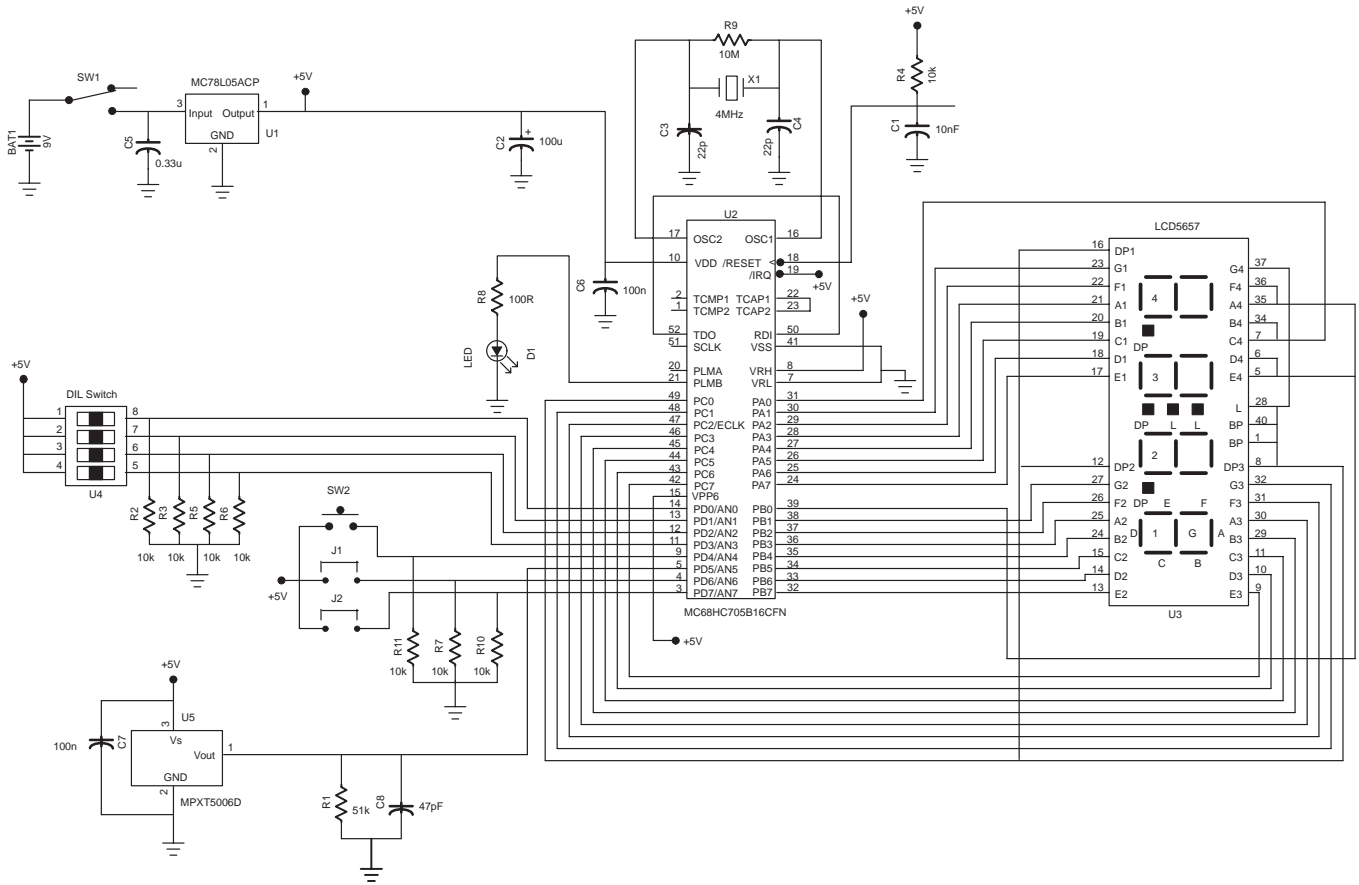 SW1
BAT1
9V
C5
0.33u
MC78L05ACP
3
Input
Output
1
GND
2
U1
+5V
C2
+
100u
R9
10M
X1
4MHz
C3
22p
C4
22p
+5V
R4
10k
C1
10nF
C6
100n
R8
100R
LED
D1
U2
17 OSC2 OSC1 16
10 VDD /RESET 18
/IRQ 19
+5V
2 TCMP1 TCAP1 22
1 TCMP2 TCAP2 23
+5V
52 TDO RDI 50
51 SCLK VSS 41
20 PLMA VRH 8
21 PLMB VRL 7
49 PC0 PA0 31
48 PC1 PA1 30
47 PC2/ECLK PA2 29
46 PC3 PA3 28
45 PC4 PA4 27
44 PC5 PA5 26
43 PC6 PA6 25
42 PC7 PA7 24
15 VPP6
14 PD0/AN0 PB0 39
13 PD1/AN1 PB1 38
12 PD2/AN2 PB2 37
11 PD3/AN3 PB3 36
9 PD4/AN4 PB4 35
5 PD5/AN5 PB5 34
4 PD6/AN6 PB6 33
3 PD7/AN7 PB7 32
MC68HC705B16CFN
+5V
+5V
DIL Switch
1 8
2 7
3 6
4 5
U4
R2
R3
R5
R6
10k
10k
10k
10k
SW2
J1
+5V
J2
R11
R7
R10
10k
10k
10k
+5V
U5
3
Vs
Vout
1
GND
2
MPXT5006D
100n
C7
R1
51k
C8
47pF
LCD5657
16 DP1
23 G1 G4 37
22 F1 F4 36
21 A1 A4 35
20 B1 B4 34
19 C1 C4 7
18 D1 D4 6
17 E1 E4 5
L 28
BP 40
BP 1
12 DP2 DP3 8
27 G2 G3 32
26 F2 F3 31
25 A2 A3 30
24 B2 B3 29
15 C2 C3 11
14 D2 D3 10
13 E2 E3 9
4
DP
3
DP L L
2
DP E F
D 1 G A
C B
U3